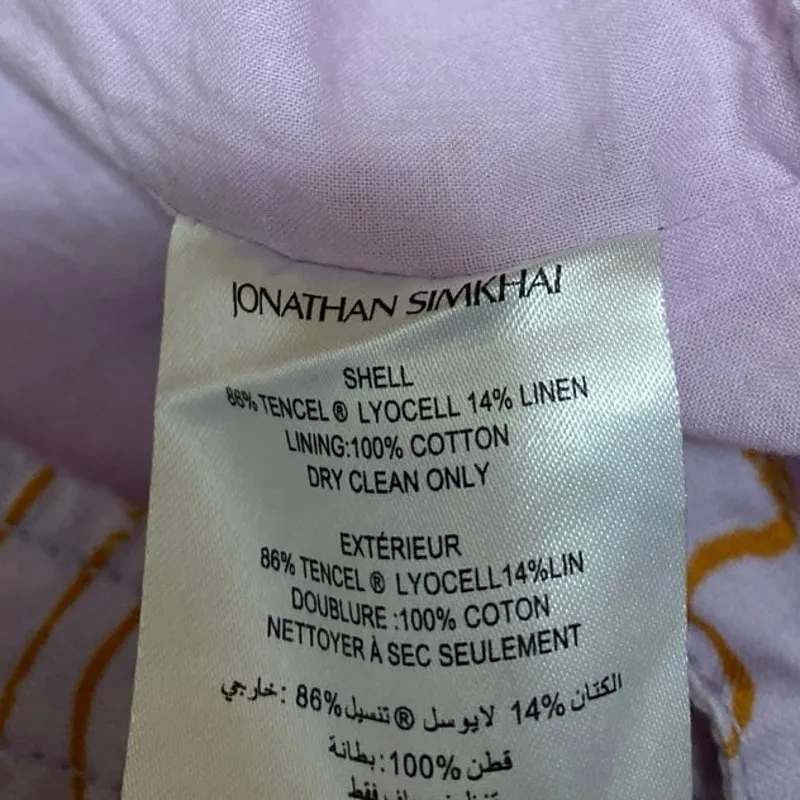 JONATHAN SIMKHAI
SHELL
86% TENCEL® LYOCELL 14% LINEN
LINING:100% COTTON
DRY CLEAN ONLY
EXTÉRIEUR
86% TENCEL® LYOCELL14%LIN
DOUBLURE :100% COTON
NETTOYER À SEC SEULEMENT
خارجي: 86% تنسيل® لايوسل 14% الكتان
بطانة:100% قطن
فقط